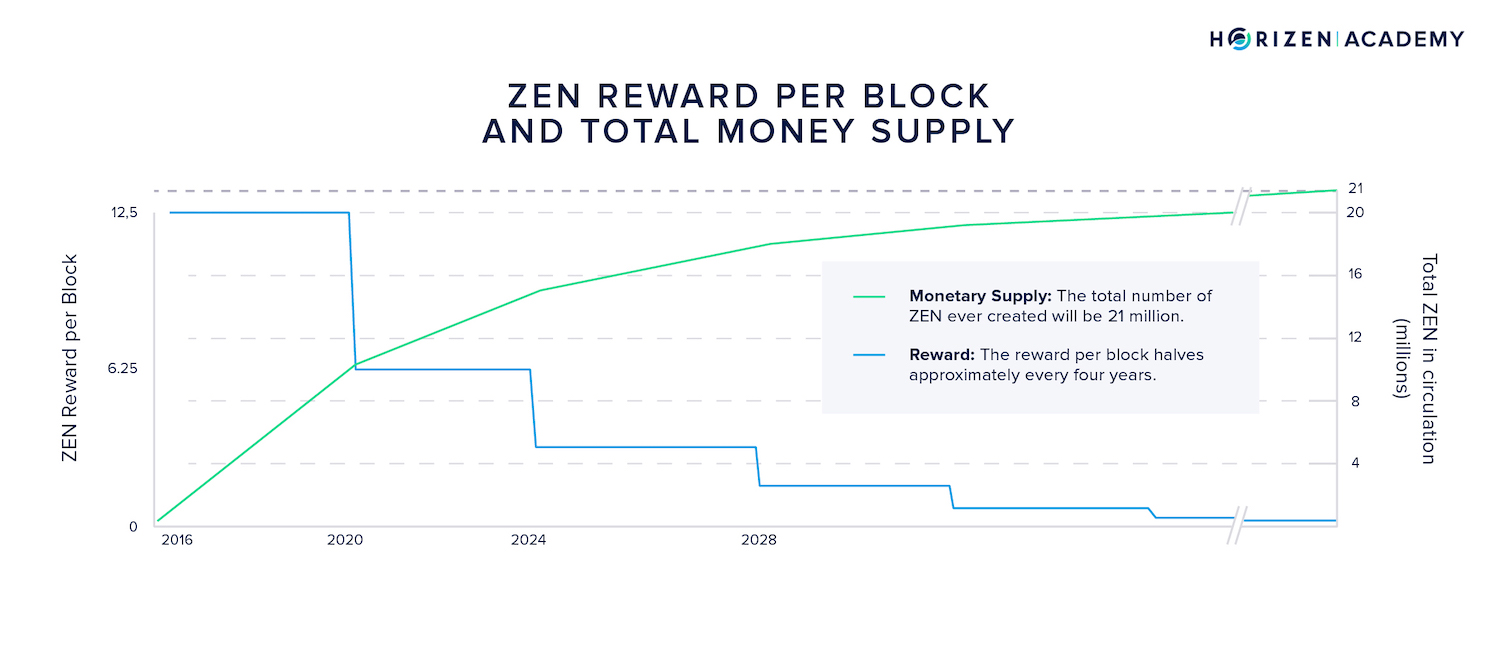 HORIZEN | ACADEMY
ZEN REWARD PER BLOCK
AND TOTAL MONEY SUPPLY
ZEN Reward per Block
12,5
6.25
0
2016
2020
2024
2028
21
20
16
12
8
4
Total ZEN in circulation
(millions)
Monetary Supply: The total number of
ZEN ever created will be 21 million.
Reward: The reward per block halves
approximately every four years.